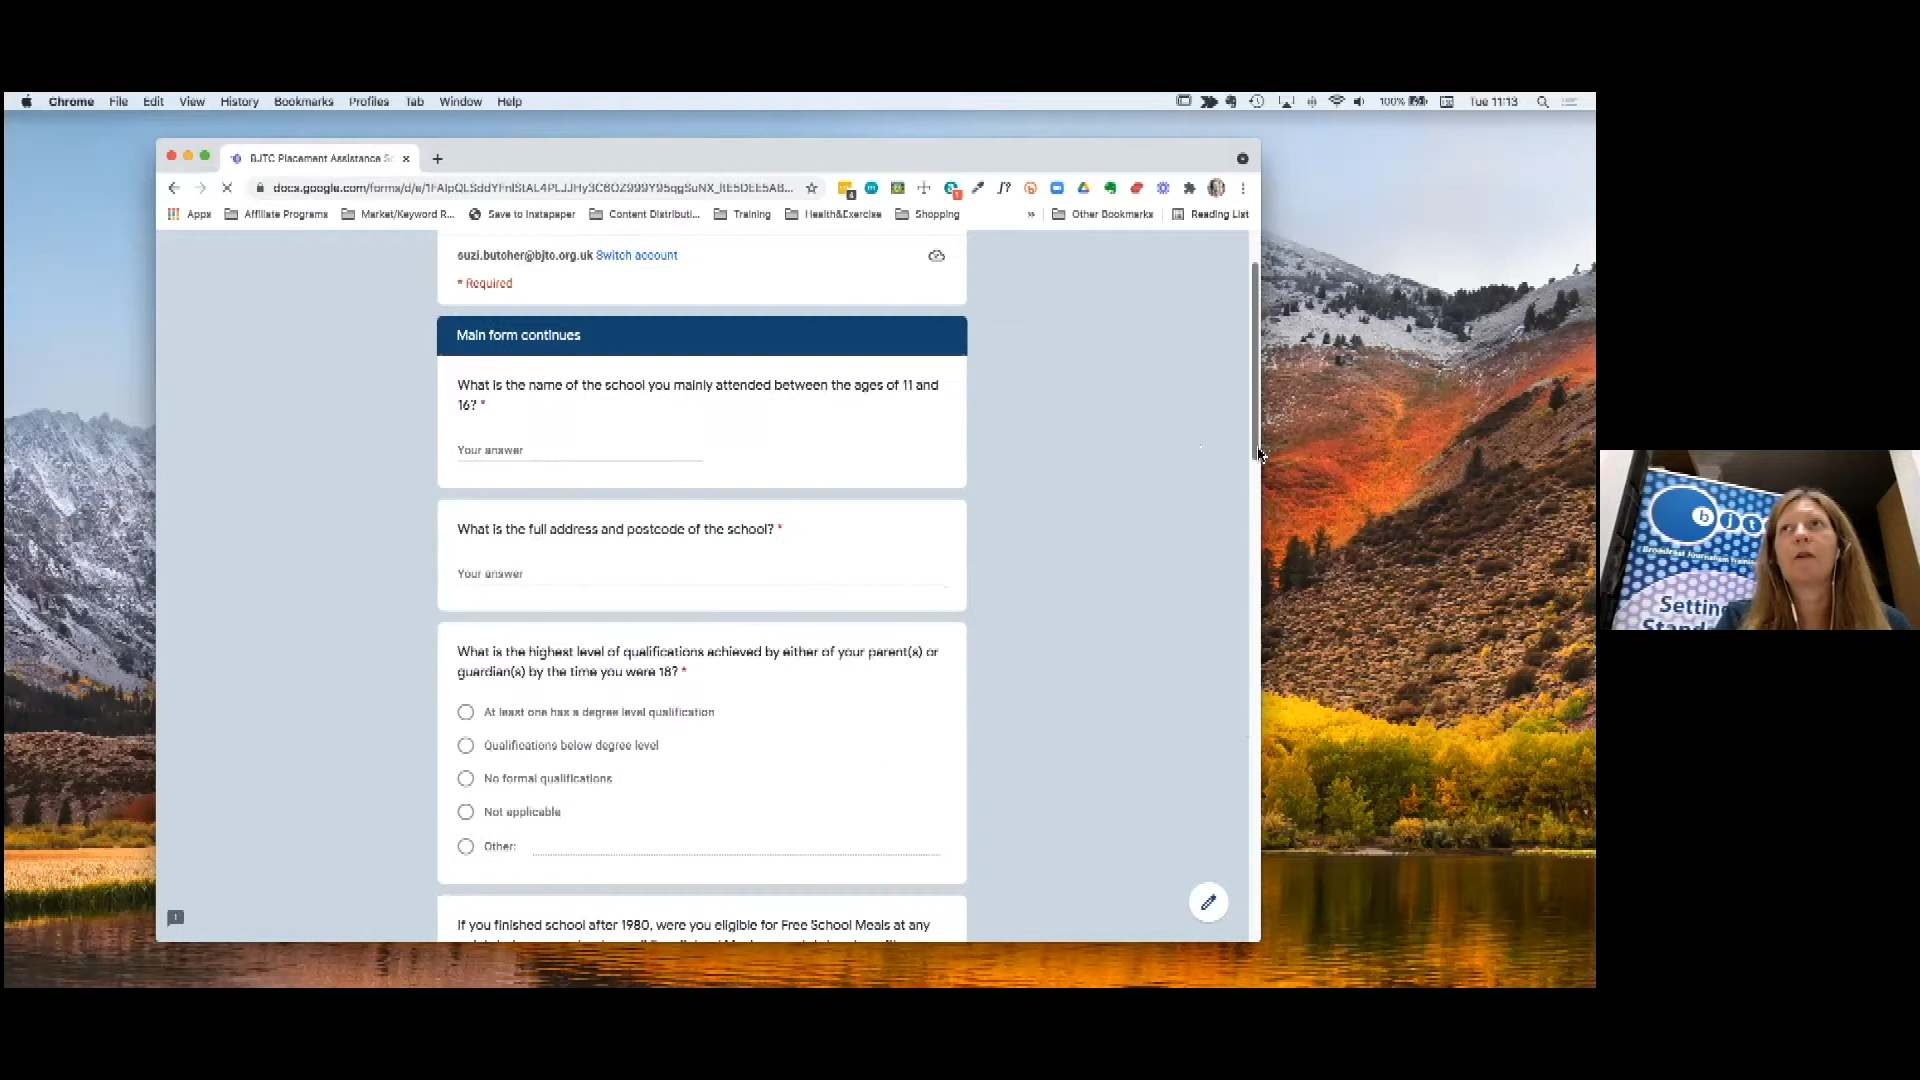 Chrome File Edit View History Bookmarks Profiles Tab Window Help
100% Tue 11:13
BJTC Placement Assistance Sc
Apps Affiliate Programs Market/Keyword R... Save to Instapaper Content Distributi... Training Health&Exercise Shopping » Other Bookmarks Reading List
suzi.butcher@bjtc.org.uk Switch account
* Required
Main form continues
What is the name of the school you mainly attended between the ages of 11 and
16? *
Your answer
What is the full address and postcode of the school? *
Your answer
What is the highest level of qualifications achieved by either of your parent(s) or
guardian(s) by the time you were 18? *
At least one has a degree level qualification
Qualifications below degree level
No formal qualifications
Not applicable
Other:
If you finished school after 1980, were you eligible for Free School Meals at any
1
b j t
Broadcast Journalism
Settin
Stan